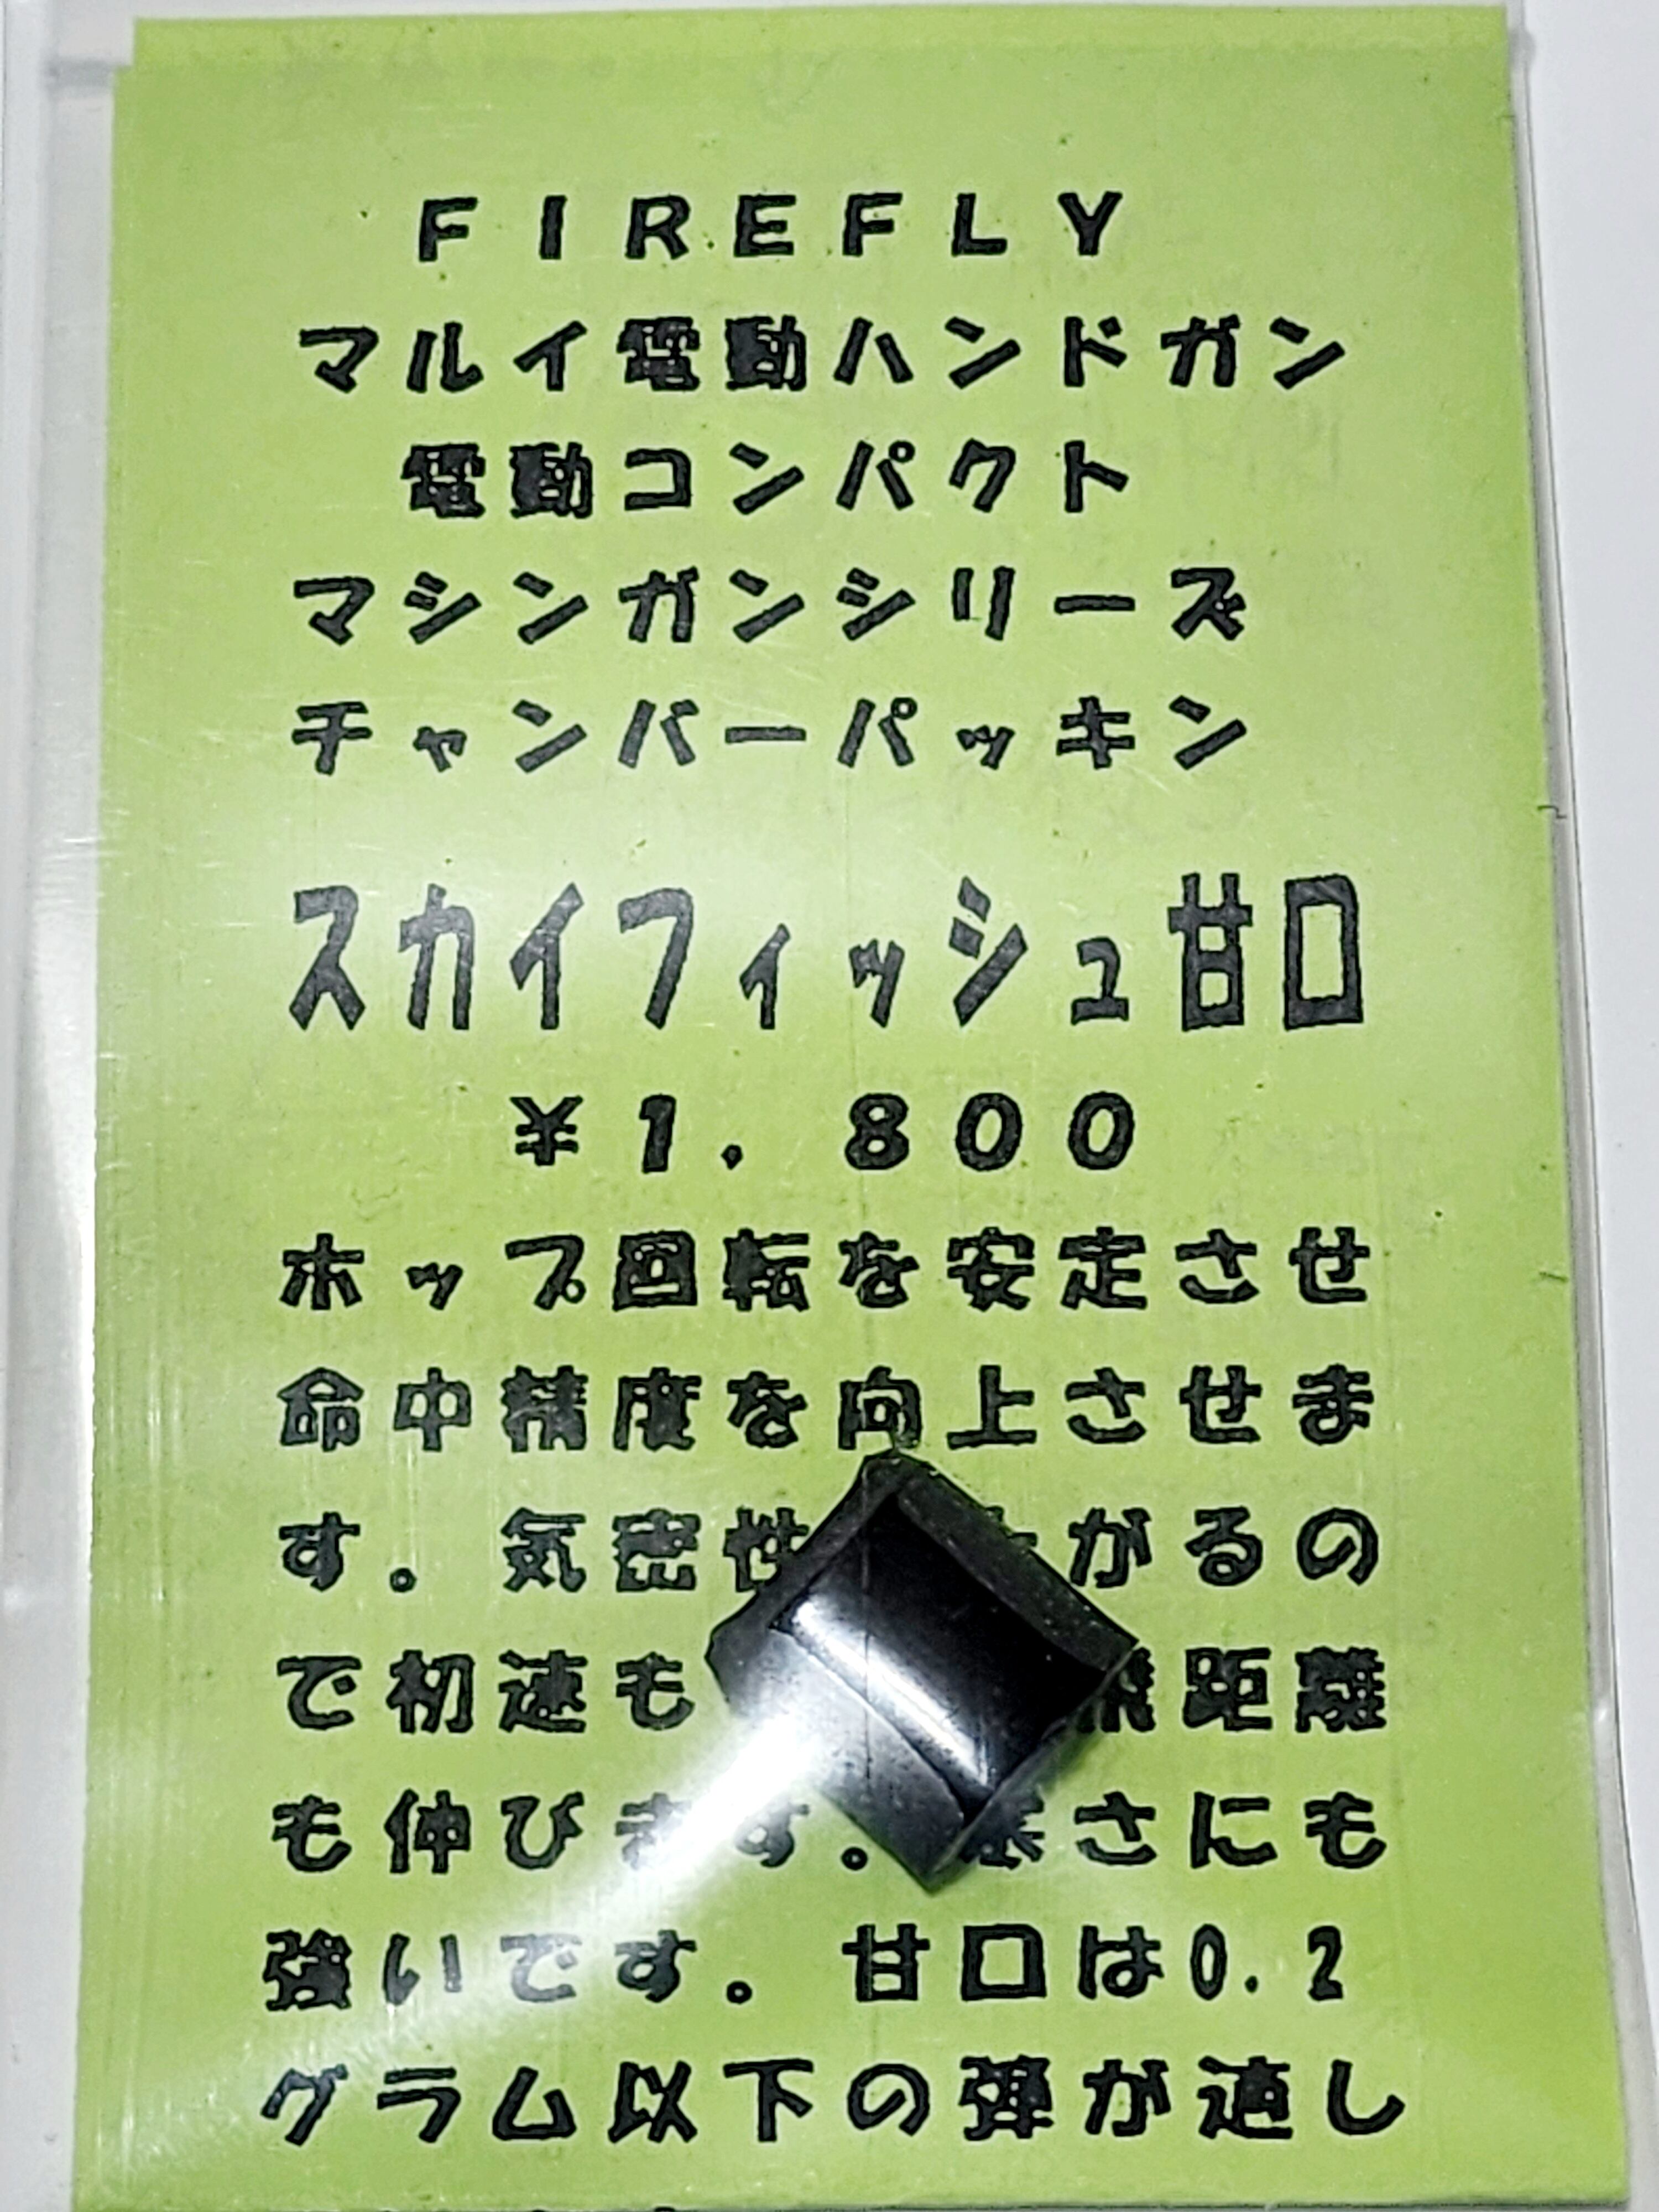 FIREFLY
マルイ電動ハンドガン
電動コンパクト
マシンガンシリーズ
チャンバーパッキン
スカイフィッシュ甘口
¥1.800
ホップ回転を安定させ
命中精度を向上させま
す。気密性 がるの
で初速も 飛距離
も伸びます。 さにも
強いです。甘口は0.2
グラム以下の弾が適し